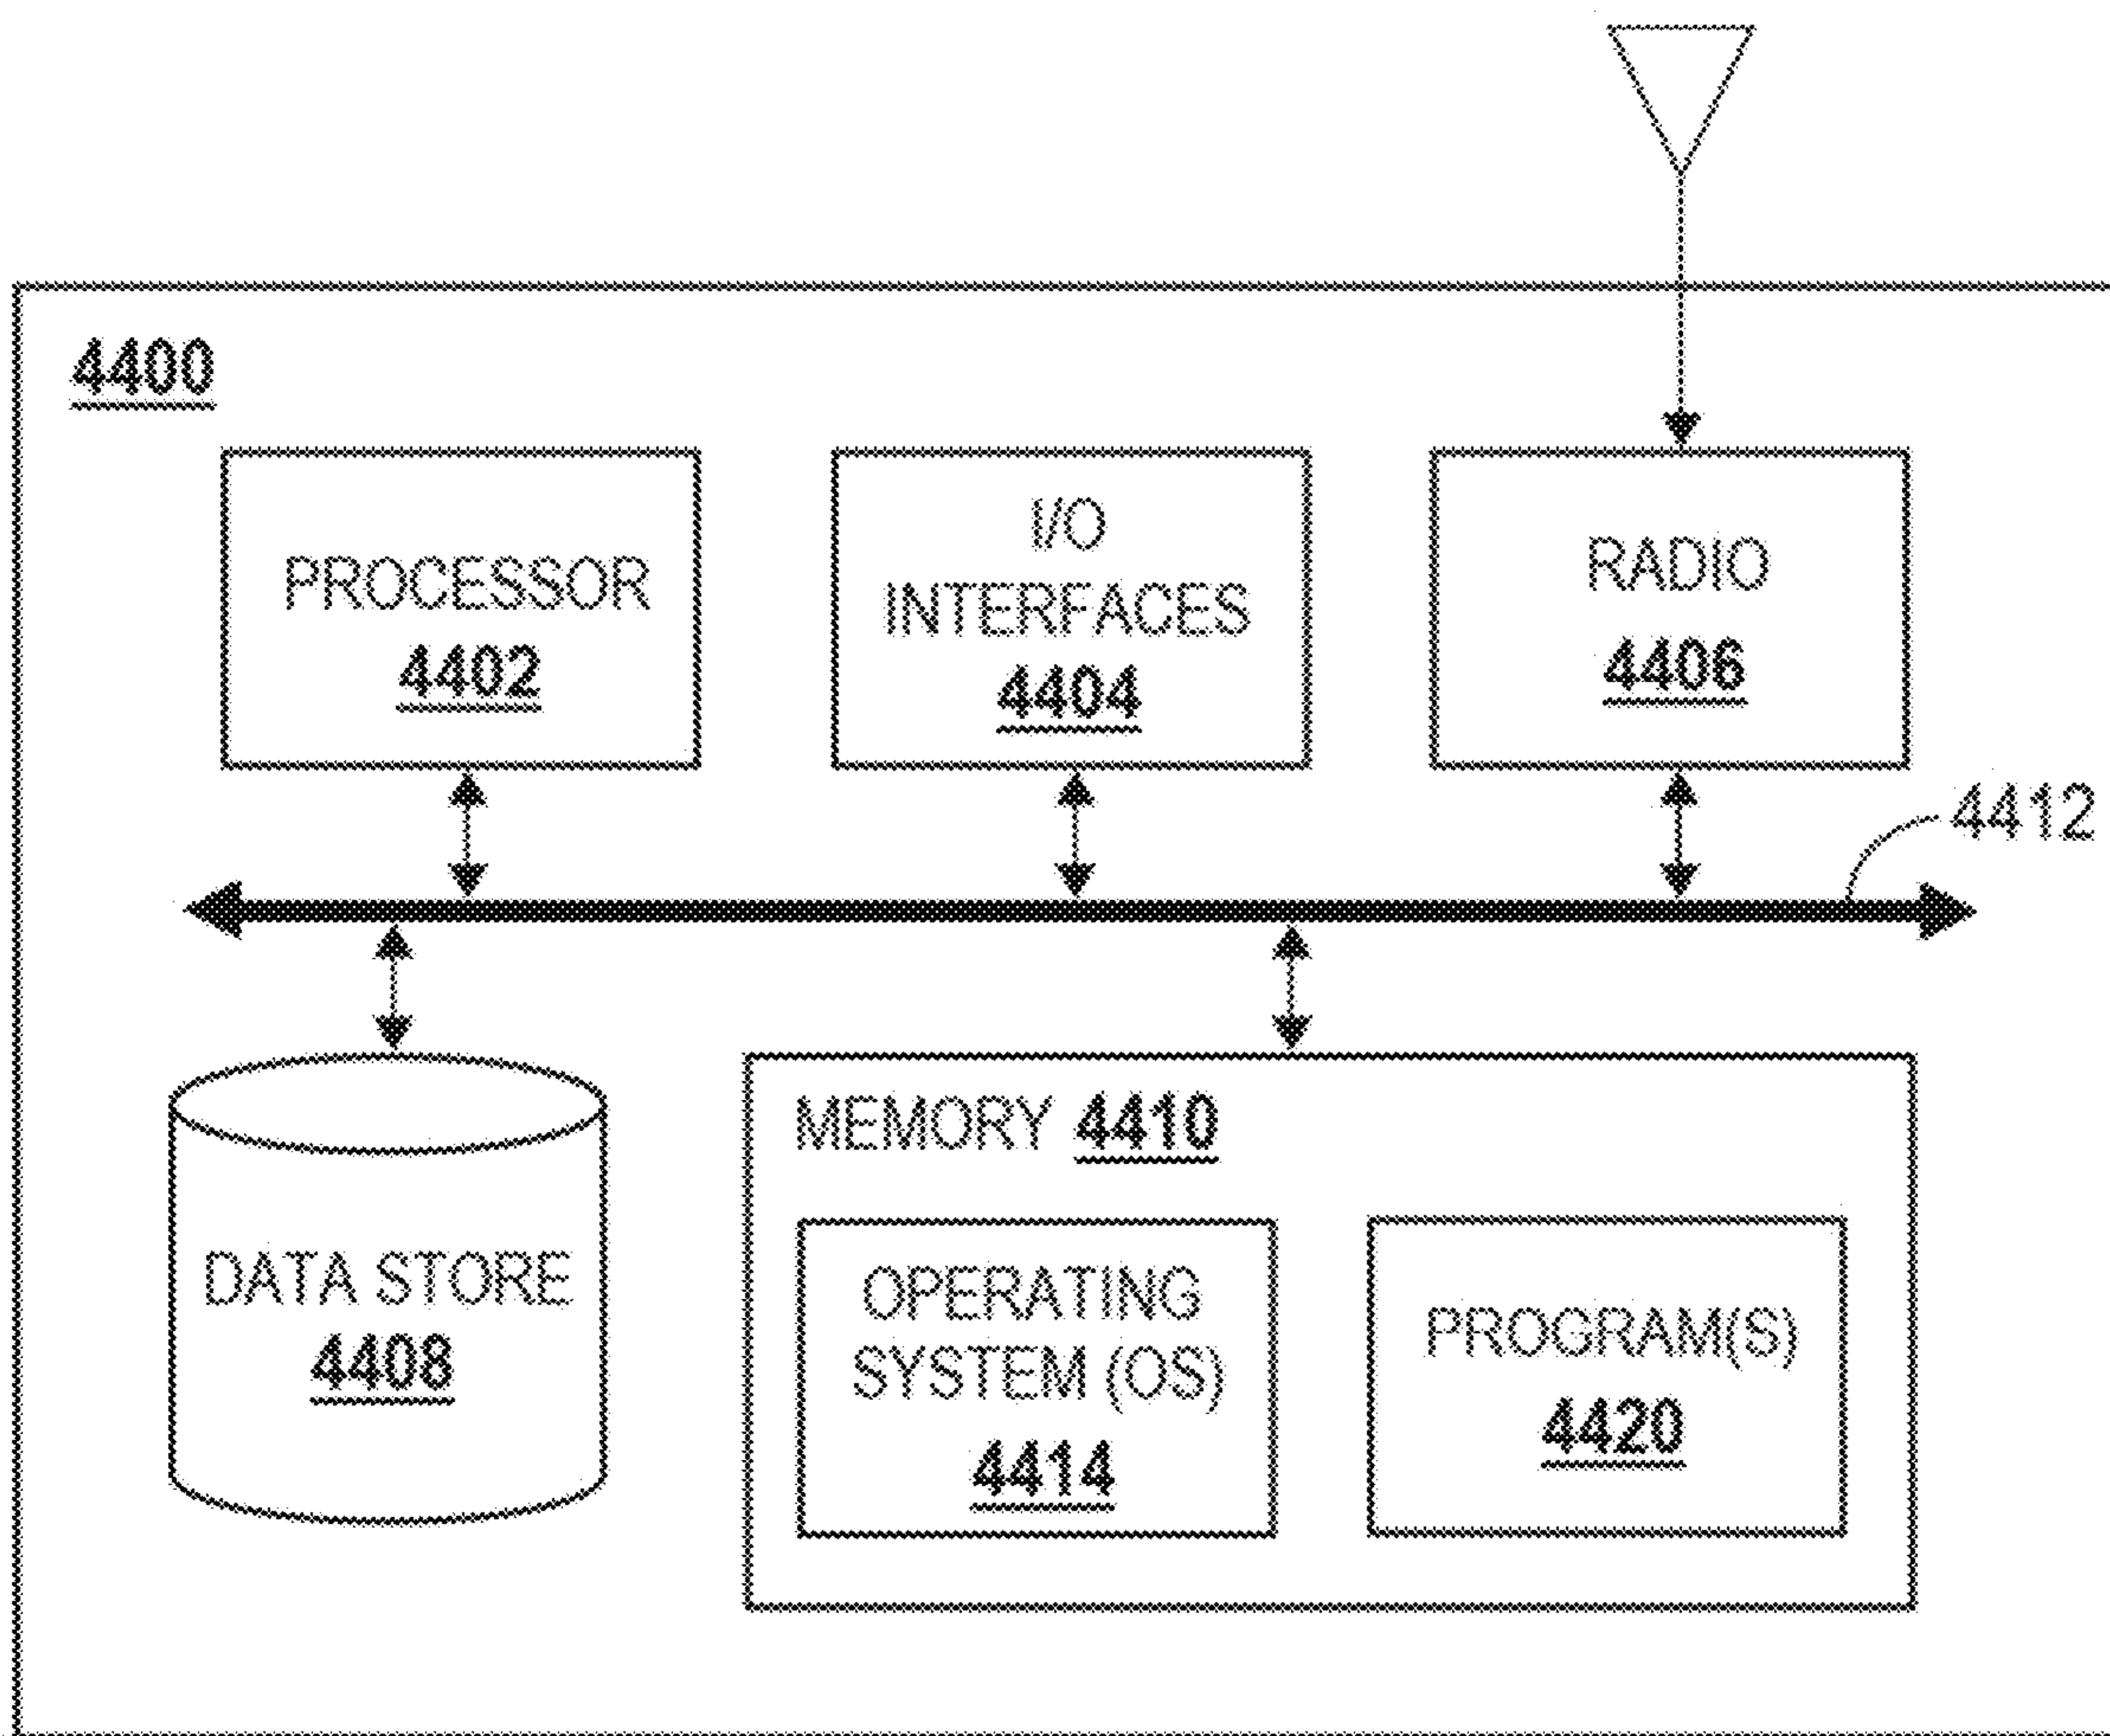 4400
PROCESSOR
4402
I/O
INTERFACES
4404
RADIO
4406
4412
DATA STORE
4408
MEMORY 4410
OPERATING
SYSTEM (OS)
4414
PROGRAM(S)
4420